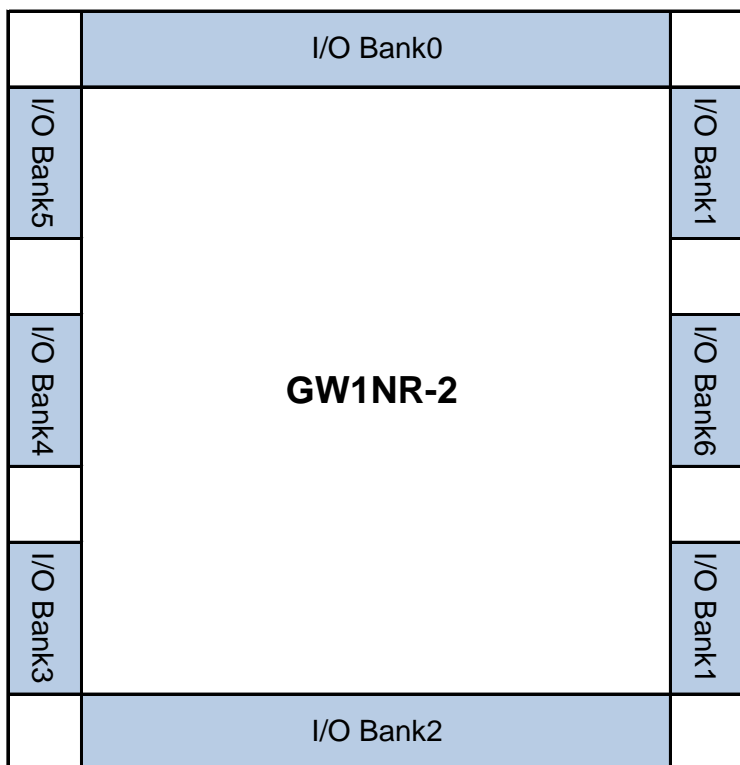 I/O Bank0
I/O Bank5
I/O Bank1
I/O Bank4
GW1NR-2
I/O Bank6
I/O Bank3
I/O Bank1
I/O Bank2